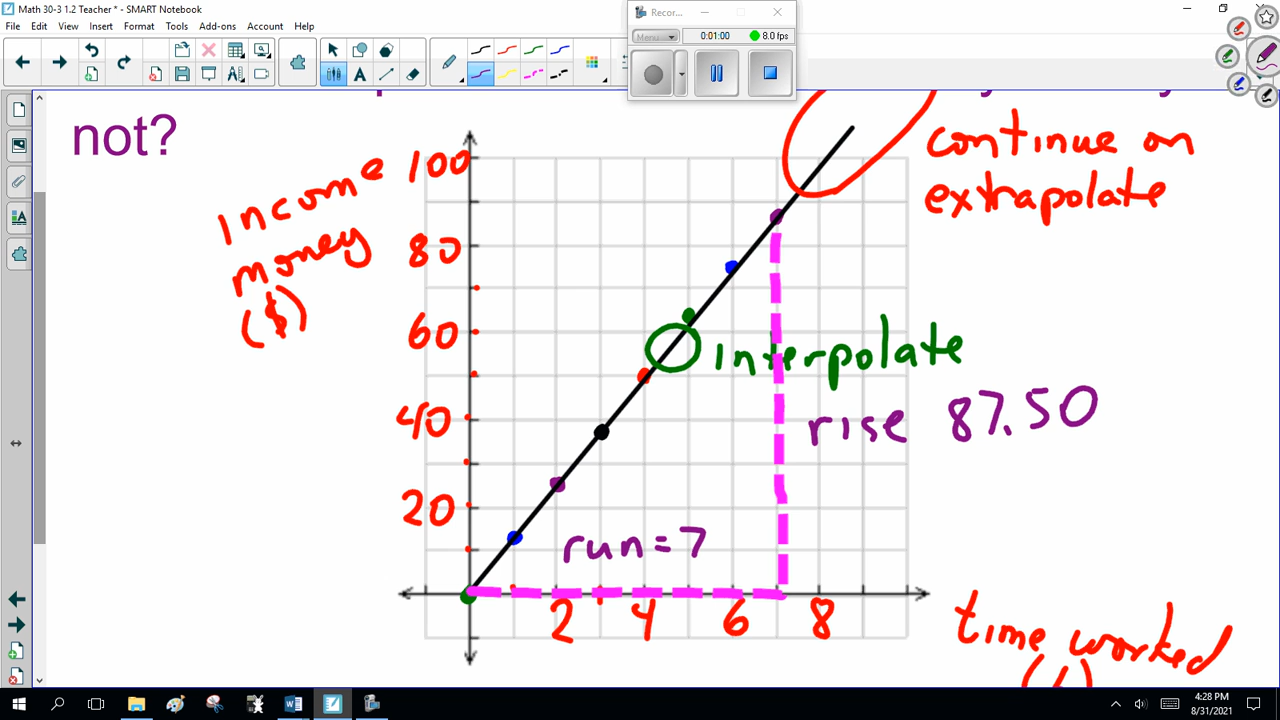 Math 30-3 1.2 Teacher * - SMART Notebook
Recor...
File Edit View Insert Format Tools Add-ons Account Help
Menu
0:01:00
8.0 fps
not?
Income
money
($)
100
80
60
40
20
continue on
extrapolate
interpolate
rise 87.50
run=7
2 4 6 8
time worked
4:28 PM
8/31/2021